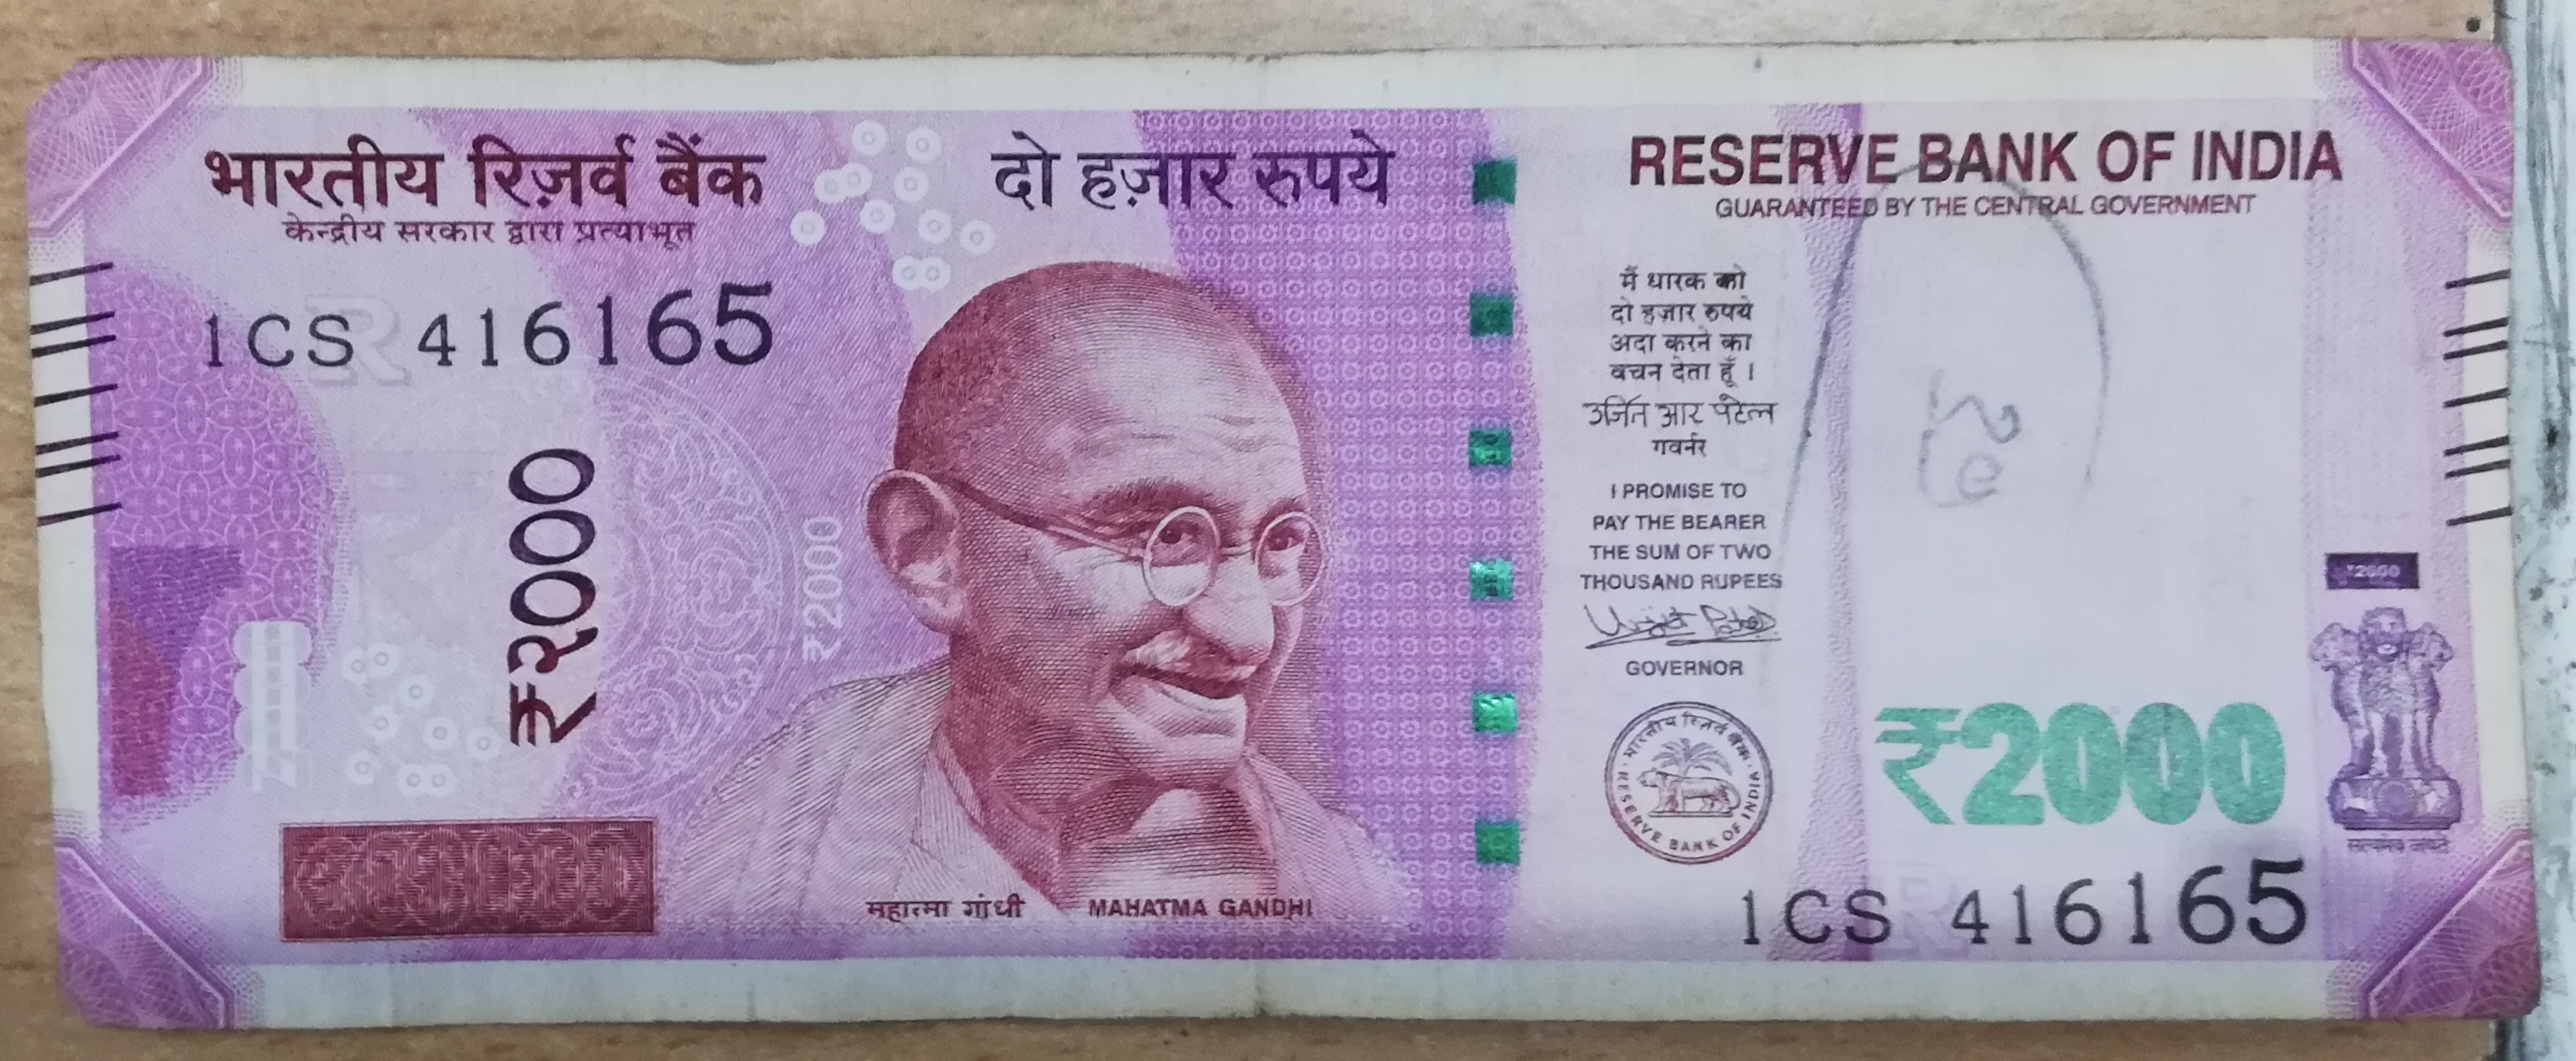 भारतीय रिज़र्व बैंक
केन्द्रीय सरकार द्वारा प्रत्याभूत
दो हज़ार रुपये
RESERVE BANK OF INDIA
GUARANTEED BY THE CENTRAL GOVERNMENT
1CS 416165
₹२०००
₹2000
मैं धारक को
दो हज़ार रुपये
अदा करने का
वचन देता हूँ ।
उर्जित आर पटेल
गवर्नर
I PROMISE TO
PAY THE BEARER
THE SUM OF TWO
THOUSAND RUPEES
GOVERNOR
भारतीय रिज़र्व बैंक
RESERVE BANK OF INDIA
₹2000
₹2000
सत्यमेव जयते
महात्मा गांधी MAHATMA GANDHI
1CS 416165